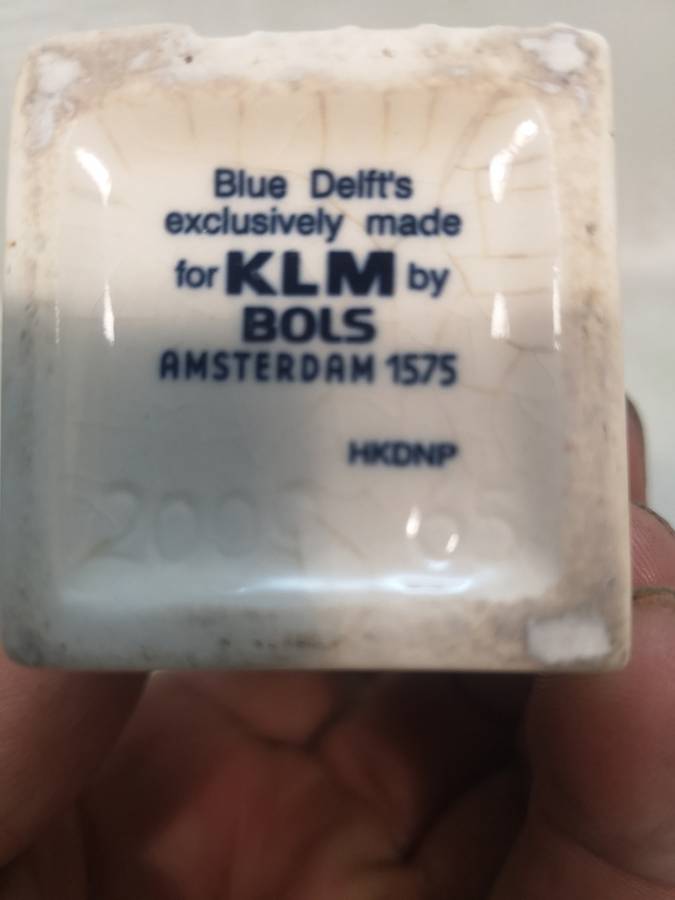 Blue Delft's
exclusively made
for KLM by
BOLS
AMSTERDAM 1575
HKDNP